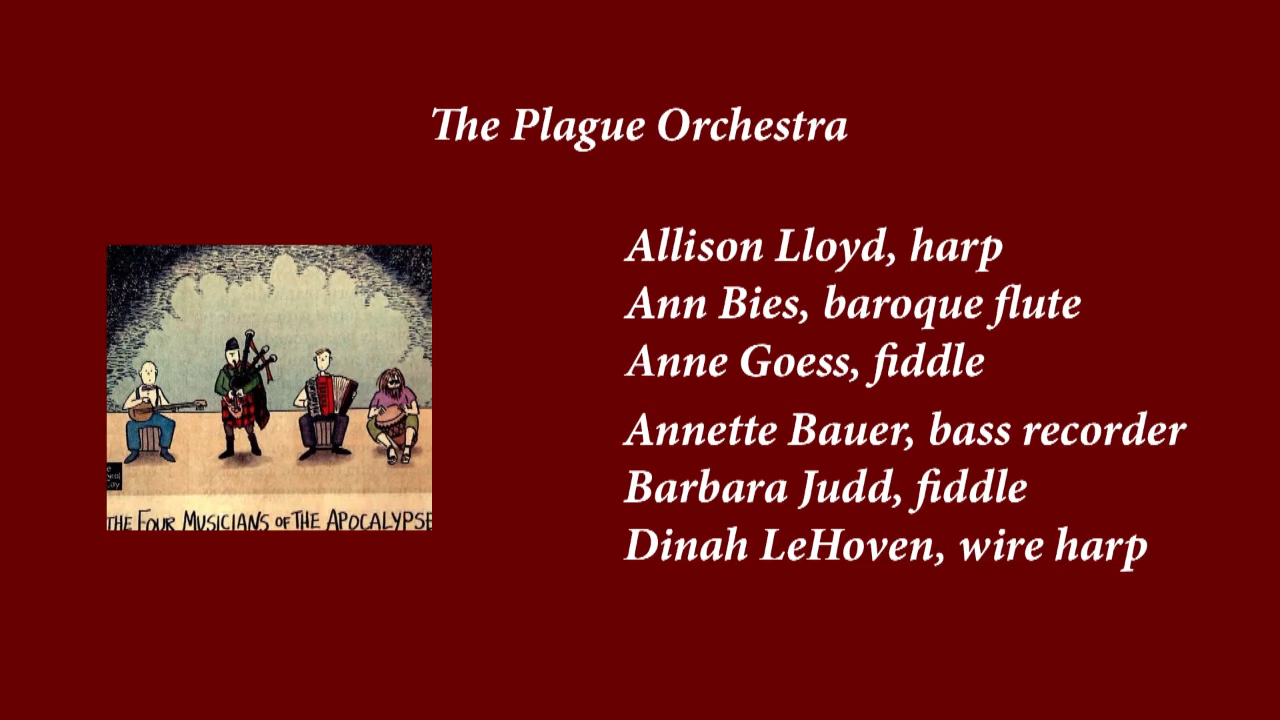 The Plague Orchestra
Allison Lloyd, harp
Ann Bies, baroque flute
Anne Goess, fiddle
Annette Bauer, bass recorder
Barbara Judd, fiddle
Dinah LeHoven, wire harp
THE FOUR MUSICIANS OF THE APOCALYPSE